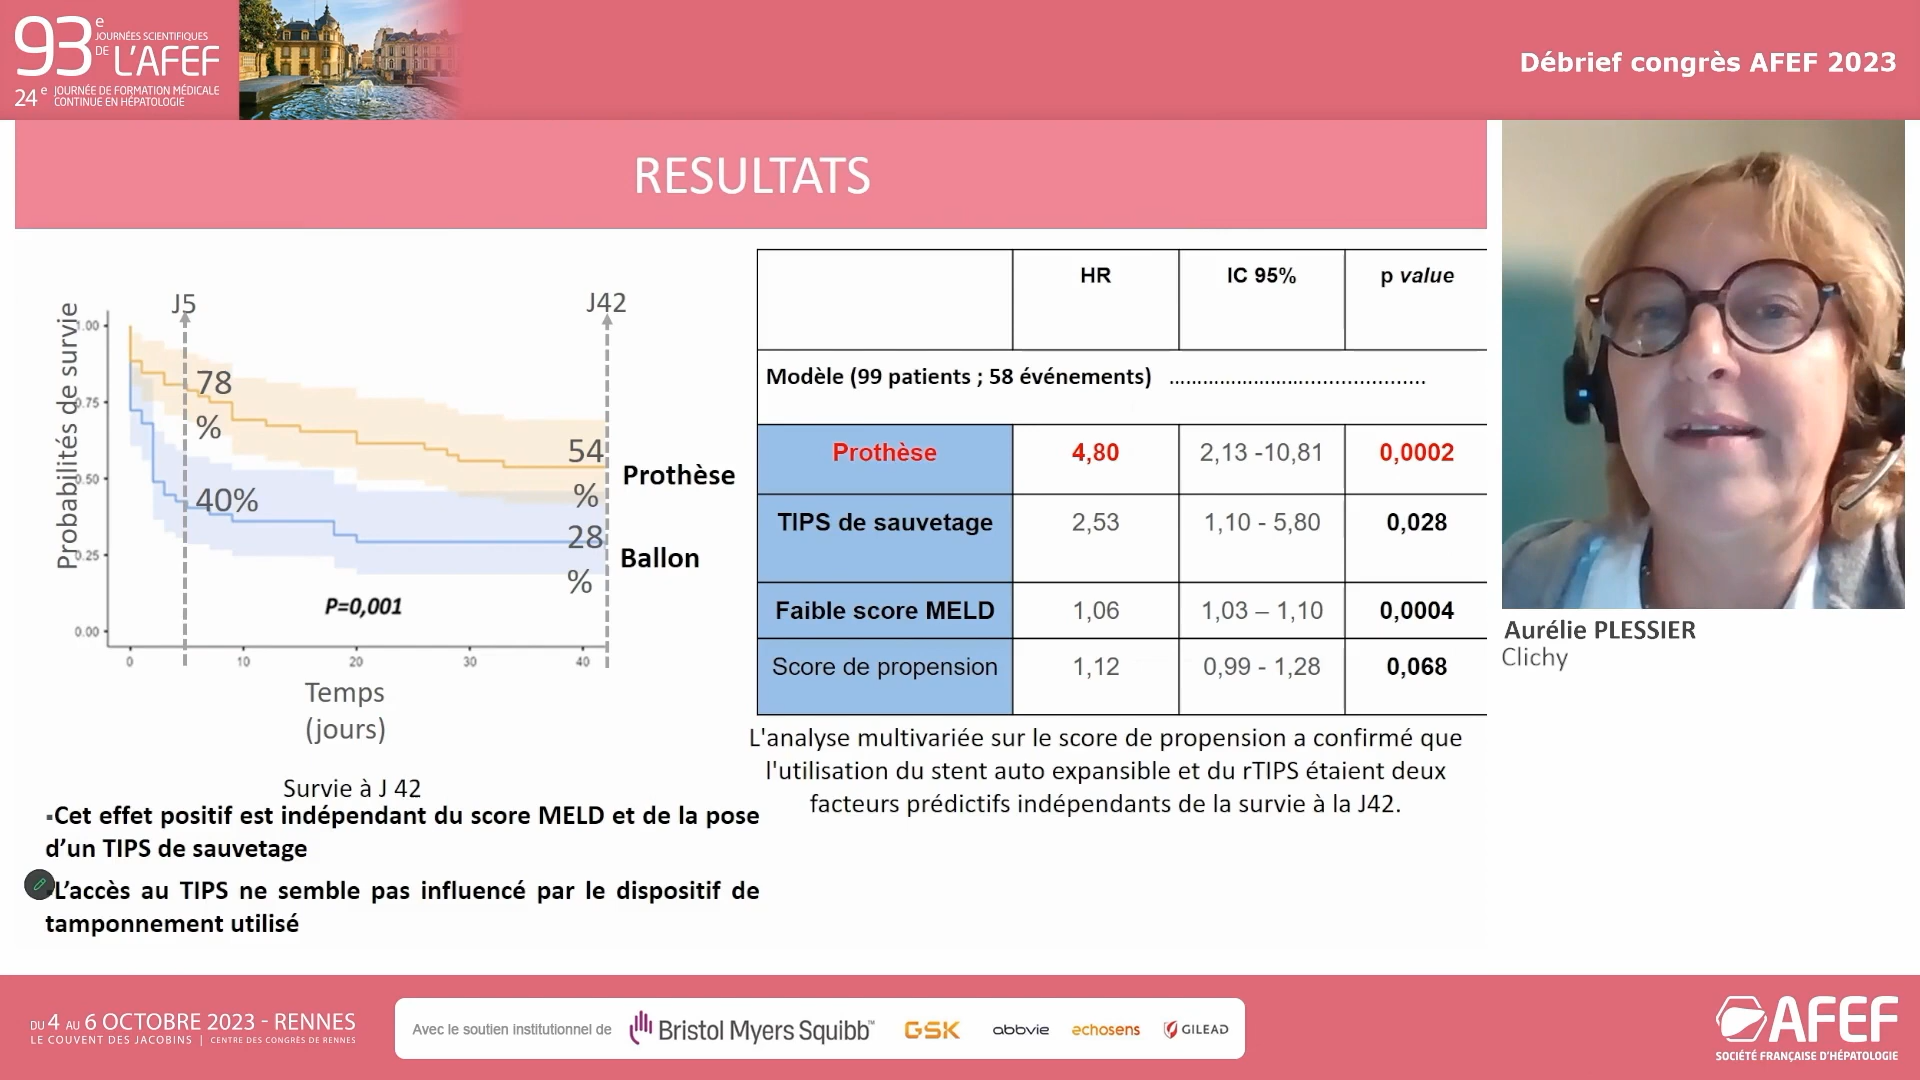 93e JOURNÉES SCIENTIFIQUES
DE L'AFEF
24e JOURNÉE DE FORMATION MÉDICALE
CONTINUE EN HÉPATOLOGIE
Débrief congrès AFEF 2023
RESULTATS
Probabilités de survie
J5
J42
1.00
0.75
0.50
0.25
0.00
78
%
40%
54
%
28
%
Prothèse
Ballon
P=0,001
0 10 20 30 40
Temps
(jours)
Survie à J 42
▪Cet effet positif est indépendant du score MELD et de la pose
d’un TIPS de sauvetage
▪L’accès au TIPS ne semble pas influencé par le dispositif de
tamponnement utilisé
HR IC 95% p value
Modèle (99 patients ; 58 événements) ........................................
Prothèse 4,80 2,13 -10,81 0,0002
TIPS de sauvetage 2,53 1,10 - 5,80 0,028
Faible score MELD 1,06 1,03 – 1,10 0,0004
Score de propension 1,12 0,99 - 1,28 0,068
L'analyse multivariée sur le score de propension a confirmé que
l'utilisation du stent auto expansible et du rTIPS étaient deux
facteurs prédictifs indépendants de la survie à la J42.
Aurélie PLESSIER
Clichy
DU 4 AU 6 OCTOBRE 2023 - RENNES
LE COUVENT DES JACOBINS | CENTRE DES CONGRÈS DE RENNES
Avec le soutien institutionnel de Bristol Myers Squibb™ GSK abbvie echosens GILEAD
AFEF
SOCIÉTÉ FRANÇAISE D'HÉPATOLOGIE